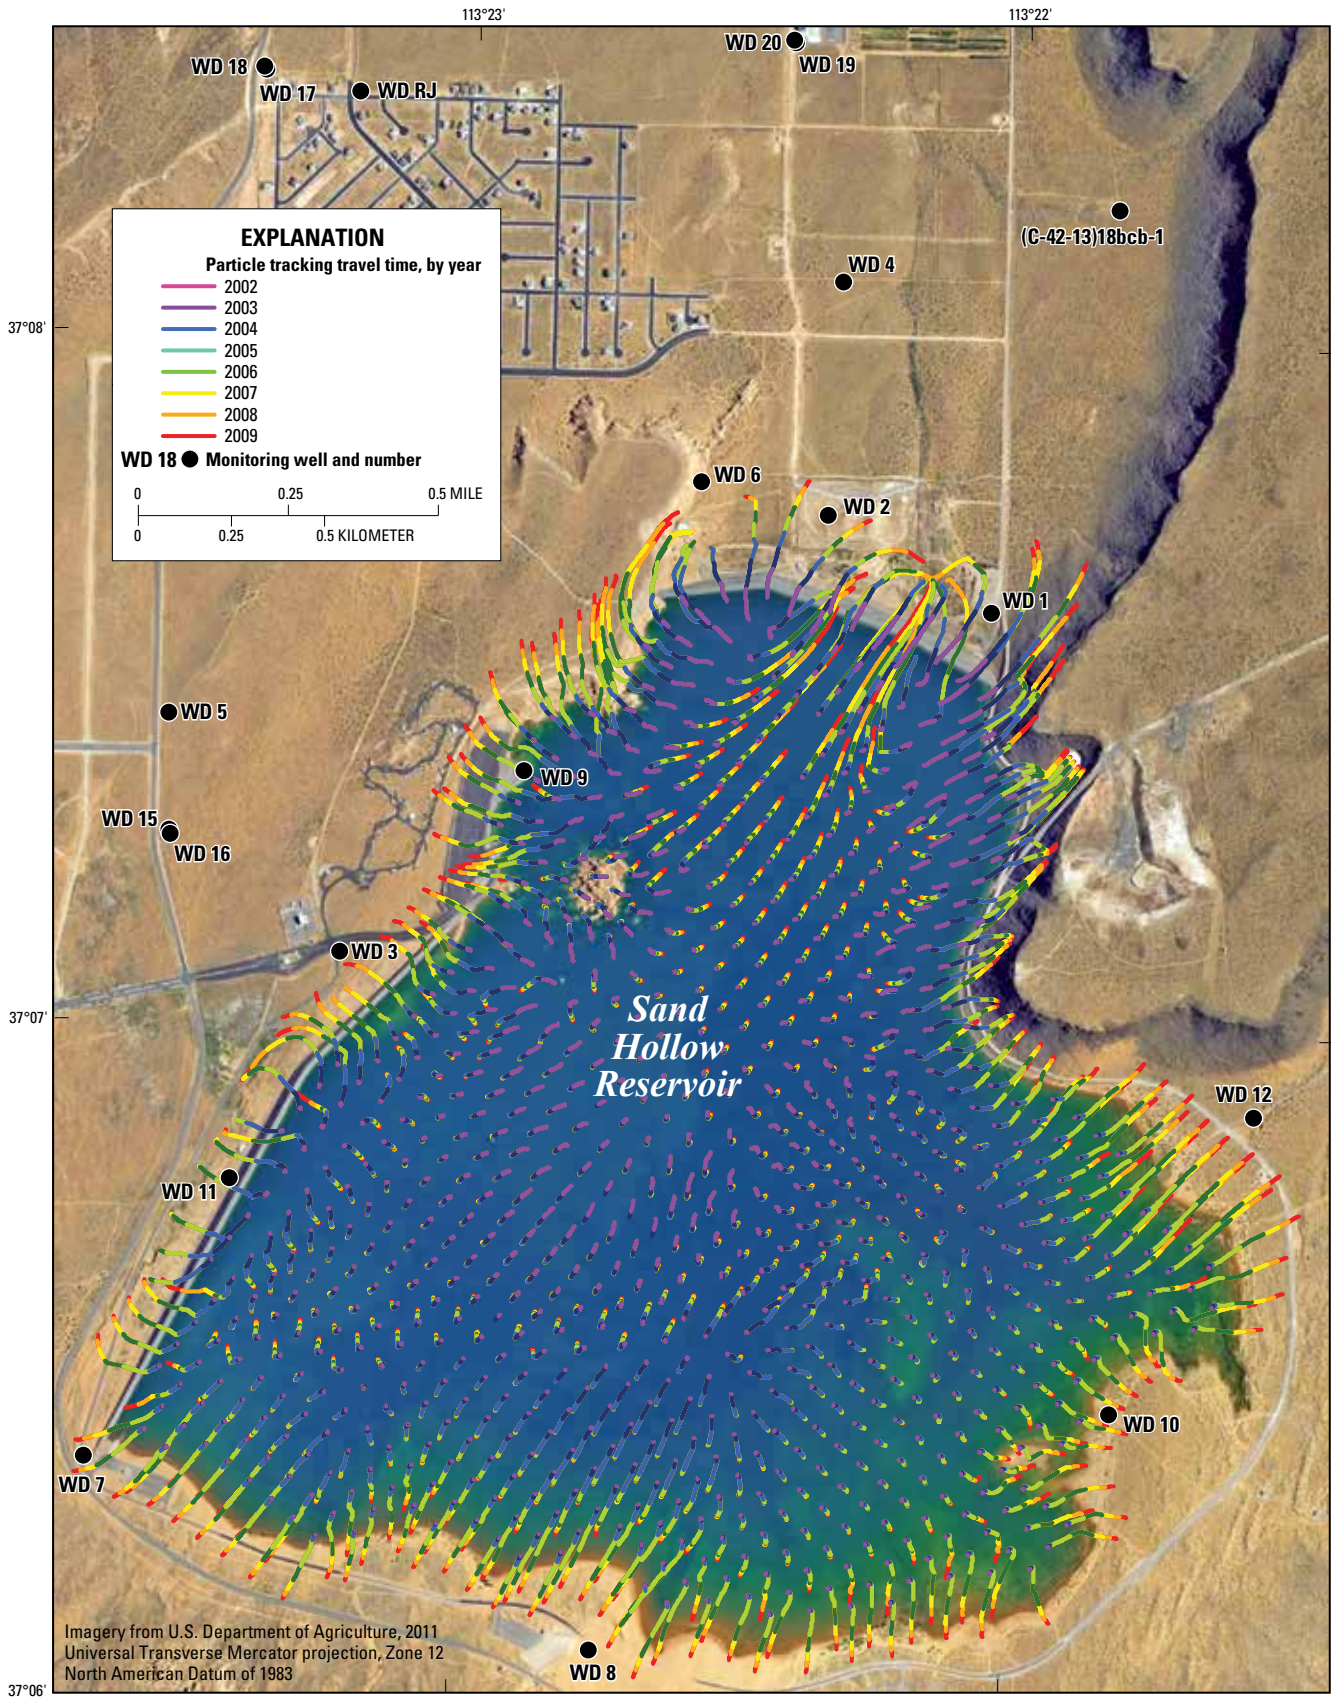 113°23'
113°22'
WD 20
WD 19
WD 18
WD 17
WD RJ
(C-42-13)18bcb-1
WD 4
EXPLANATION
Particle tracking travel time, by year
2002
2003
2004
2005
2006
2007
2008
2009
WD 18 Monitoring well and number
0 0.25 0.5 MILE
0 0.25 0.5 KILOMETER
37°08'
WD 6
WD 2
WD 1
WD 5
WD 9
WD 15
WD 16
WD 3
37°07'
Sand
Hollow
Reservoir
WD 12
WD 11
WD 10
WD 7
WD 8
Imagery from U.S. Department of Agriculture, 2011
Universal Transverse Mercator projection, Zone 12
North American Datum of 1983
37°06'